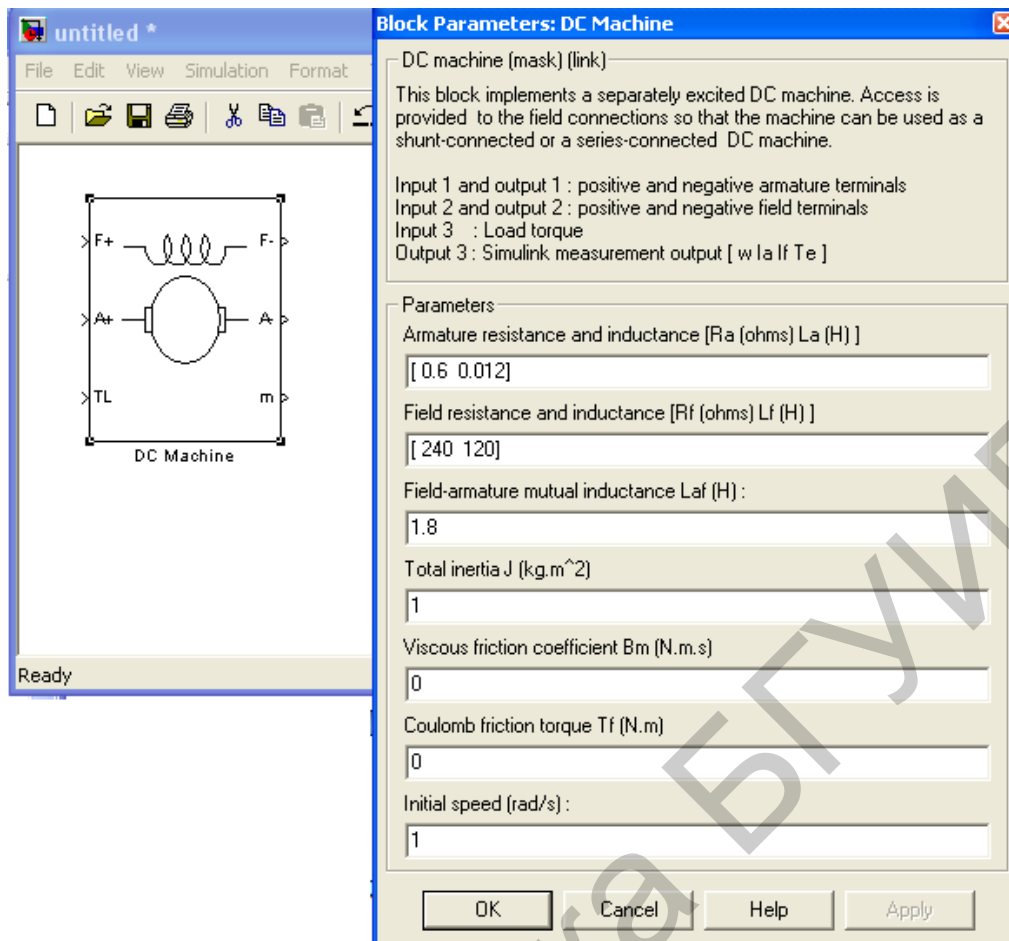 untitled *
File Edit View Simulation Format
F+ F-
A+ A-
TL m
DC Machine
Ready
Block Parameters: DC Machine
DC machine (mask) (link)
This block implements a separately excited DC machine. Access is
provided to the field connections so that the machine can be used as a
shunt-connected or a series-connected DC machine.
Input 1 and output 1 : positive and negative armature terminals
Input 2 and output 2 : positive and negative field terminals
Input 3 : Load torque
Output 3 : Simulink measurement output [ w Ia If Te ]
Parameters
Armature resistance and inductance [Ra (ohms) La (H) ]
[ 0.6 0.012]
Field resistance and inductance [Rf (ohms) Lf (H) ]
[ 240 120]
Field-armature mutual inductance Laf (H) :
1.8
Total inertia J (kg.m^2)
1
Viscous friction coefficient Bm (N.m.s)
0
Coulomb friction torque Tf (N.m)
0
Initial speed (rad/s) :
1
OK Cancel Help Apply